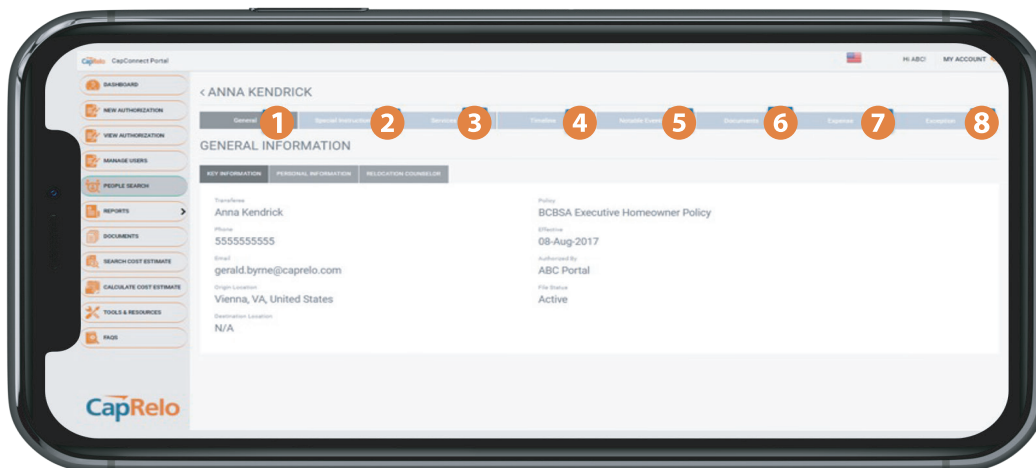 CapRelo CapConnect Portal
HI ABC! MY ACCOUNT
DASHBOARD
NEW AUTHORIZATION
VIEW AUTHORIZATION
MANAGE USERS
PEOPLE SEARCH
REPORTS
DOCUMENTS
SEARCH COST ESTIMATE
CALCULATE COST ESTIMATE
TOOLS & RESOURCES
FAQS
CapRelo
< ANNA KENDRICK
General 1 Special 2 Services 3 Timeline 4 5 Documents 6 Expense 7 Exception 8
GENERAL INFORMATION
KEY INFORMATION PERSONAL INFORMATION RELOCATION COUNSELOR
Transferee
Anna Kendrick
Phone
5555555555
Email
gerald.byrne@caprelo.com
Origin Location
Vienna, VA, United States
Destination Location
N/A
Policy
BCBSA Executive Homeowner Policy
Effective
08-Aug-2017
Authorized By
ABC Portal
File Status
Active